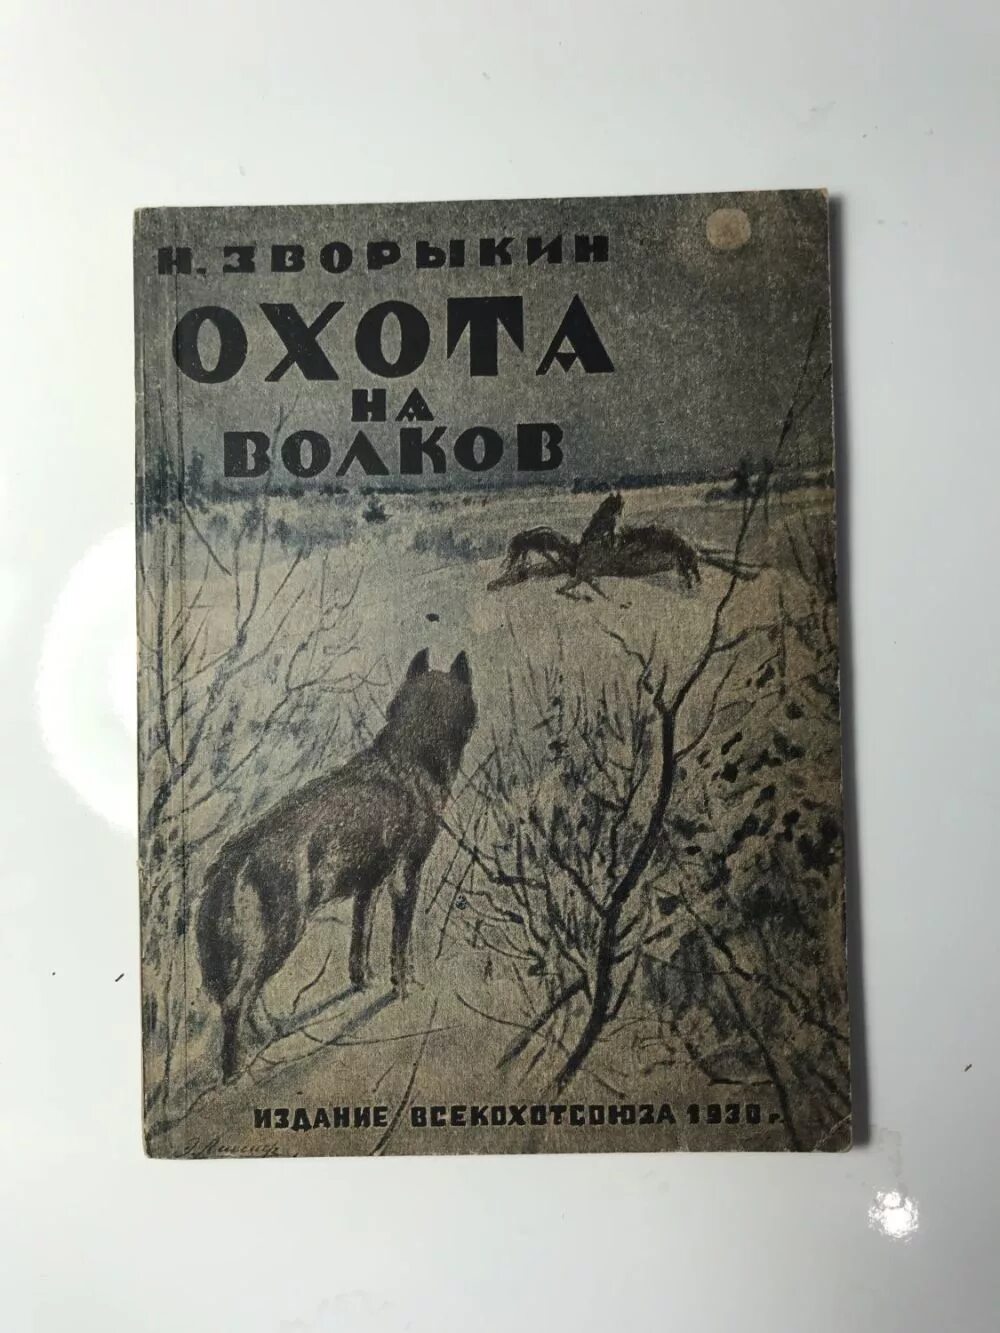 Н. ЗВОРЫКИН
ОХОТА
НА
ВОЛКОВ
ИЗДАНИЕ ВСЕКОХОТСОЮЗА 1930 г.